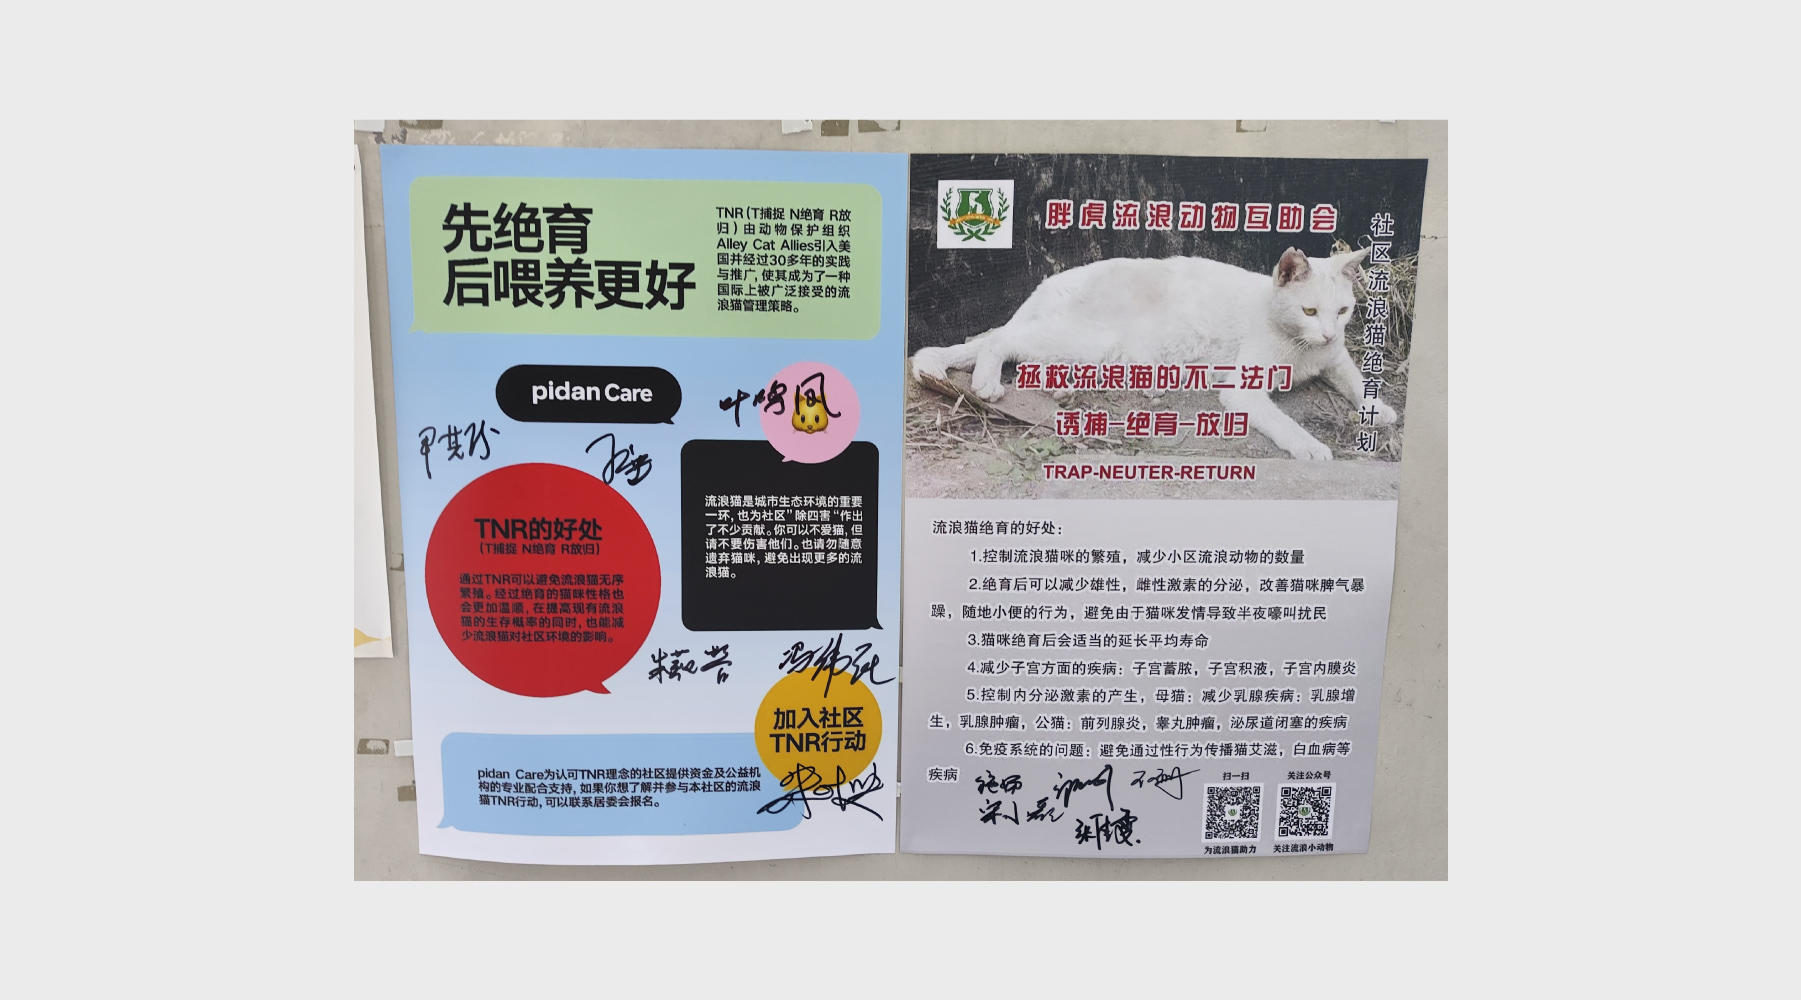 先绝育
后喂养更好
TNR(T捕捉 N绝育 R放
归)由动物保护组织
Alley Cat Allies引入美
国并经过30多年的实践
与推广,使其成为了一种
国际上被广泛接受的流
浪猫管理策略。
pidan Care
叶鸣凤
TNR的好处
(T捕捉 N绝育 R放归)
通过TNR可以避免流浪猫无序
繁殖。经过绝育的猫咪性格也
会更加温顺,在提高现有流浪
猫的生存概率的同时,也能减
少流浪猫对社区环境的影响。
流浪猫是城市生态环境的重要
一环,也为社区”除四害“作出
了不少贡献。你可以不爱猫,但
请不要伤害他们。也请勿随意
遗弃猫咪,避免出现更多的流
浪猫。
加入社区
TNR行动
pidan Care为认可TNR理念的社区提供资金及公益机
构的专业配合支持,如果你想了解并参与本社区的流浪
猫TNR行动,可以联系居委会报名。
胖虎流浪动物互助会
社区流浪猫绝育计划
拯救流浪猫的不二法门
诱捕-绝育-放归
TRAP-NEUTER-RETURN
流浪猫绝育的好处:
1.控制流浪猫咪的繁殖,减少小区流浪动物的数量
2.绝育后可以减少雄性,雌性激素的分泌,改善猫咪脾气暴
躁,随地小便的行为,避免由于猫咪发情导致半夜嚎叫扰民
3.猫咪绝育后会适当的延长平均寿命
4.减少子宫方面的疾病:子宫蓄脓,子宫积液,子宫内膜炎
5.控制内分泌激素的产生,母猫:减少乳腺疾病:乳腺增
生,乳腺肿瘤,公猫:前列腺炎,睾丸肿瘤,泌尿道闭塞的疾病
6.免疫系统的问题:避免通过性行为传播猫艾滋,白血病等
疾病
扫一扫
关注公众号
为流浪猫助力
关注流浪小动物